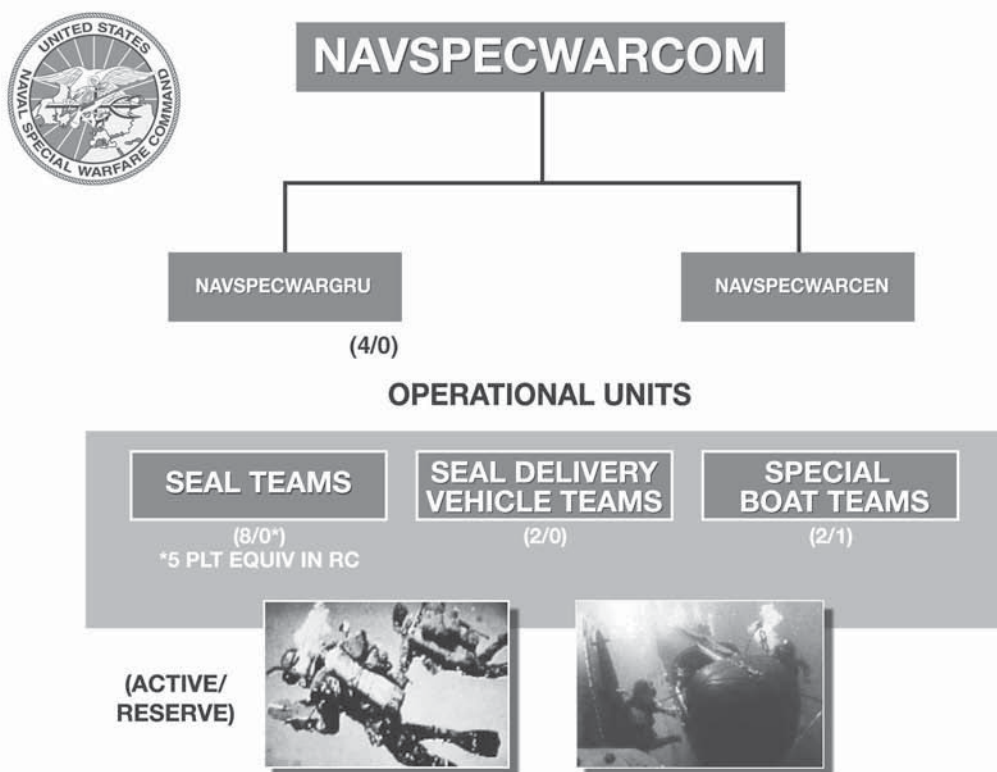 UNITED STATES
NAVAL SPECIAL WARFARE COMMAND
NAVSPECWARCOM
NAVSPECWARGRU
NAVSPECWARCEN
(4/0)
OPERATIONAL UNITS
SEAL TEAMS
(8/0*)
*5 PLT EQUIV IN RC
SEAL DELIVERY
VEHICLE TEAMS
(2/0)
SPECIAL
BOAT TEAMS
(2/1)
(ACTIVE/
RESERVE)